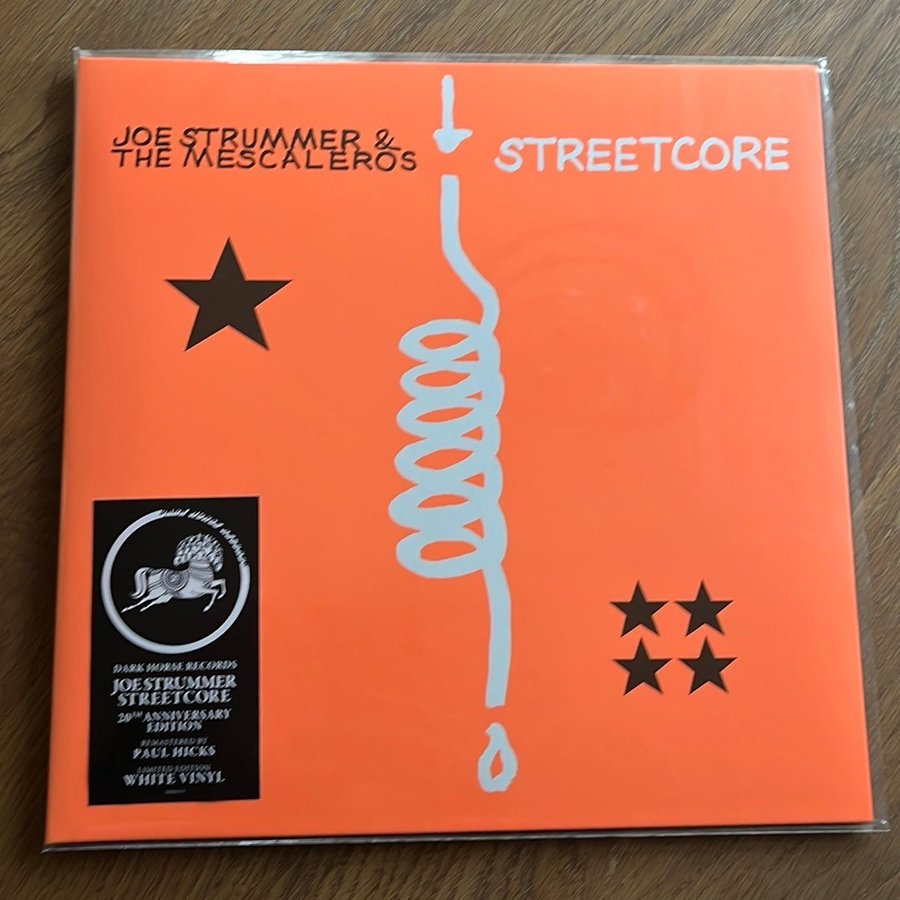 JOE STRUMMER &
THE MESCALEROS
STREETCORE
DARK HORSE RECORDS
JOE STRUMMER
STREETCORE
20TH ANNIVERSARY
EDITION
REMASTERED BY
PAUL HICKS
LIMITED EDITION
WHITE VINYL